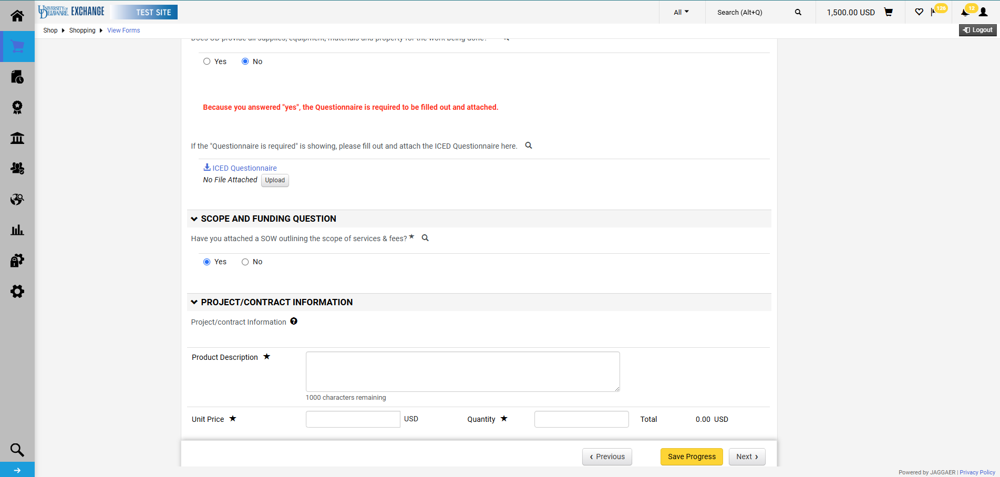 UNIVERSITY OF DELAWARE EXCHANGE TEST SITE
All
Search (Alt+Q)
1,500.00 USD
126
12
Shop Shopping View Forms
Logout
Does UD provide all supplies, equipment, materials and property for the work being done?
Yes No
Because you answered "yes", the Questionnaire is required to be filled out and attached.
If the "Questionnaire is required" is showing, please fill out and attach the ICED Questionnaire here.
ICED Questionnaire
No File Attached Upload
SCOPE AND FUNDING QUESTION
Have you attached a SOW outlining the scope of services & fees? ★
Yes No
PROJECT/CONTRACT INFORMATION
Project/contract Information ?
Product Description ★
1000 characters remaining
Unit Price ★ USD Quantity ★ Total 0.00 USD
‹ Previous Save Progress Next ›
Powered by JAGGAER | Privacy Policy